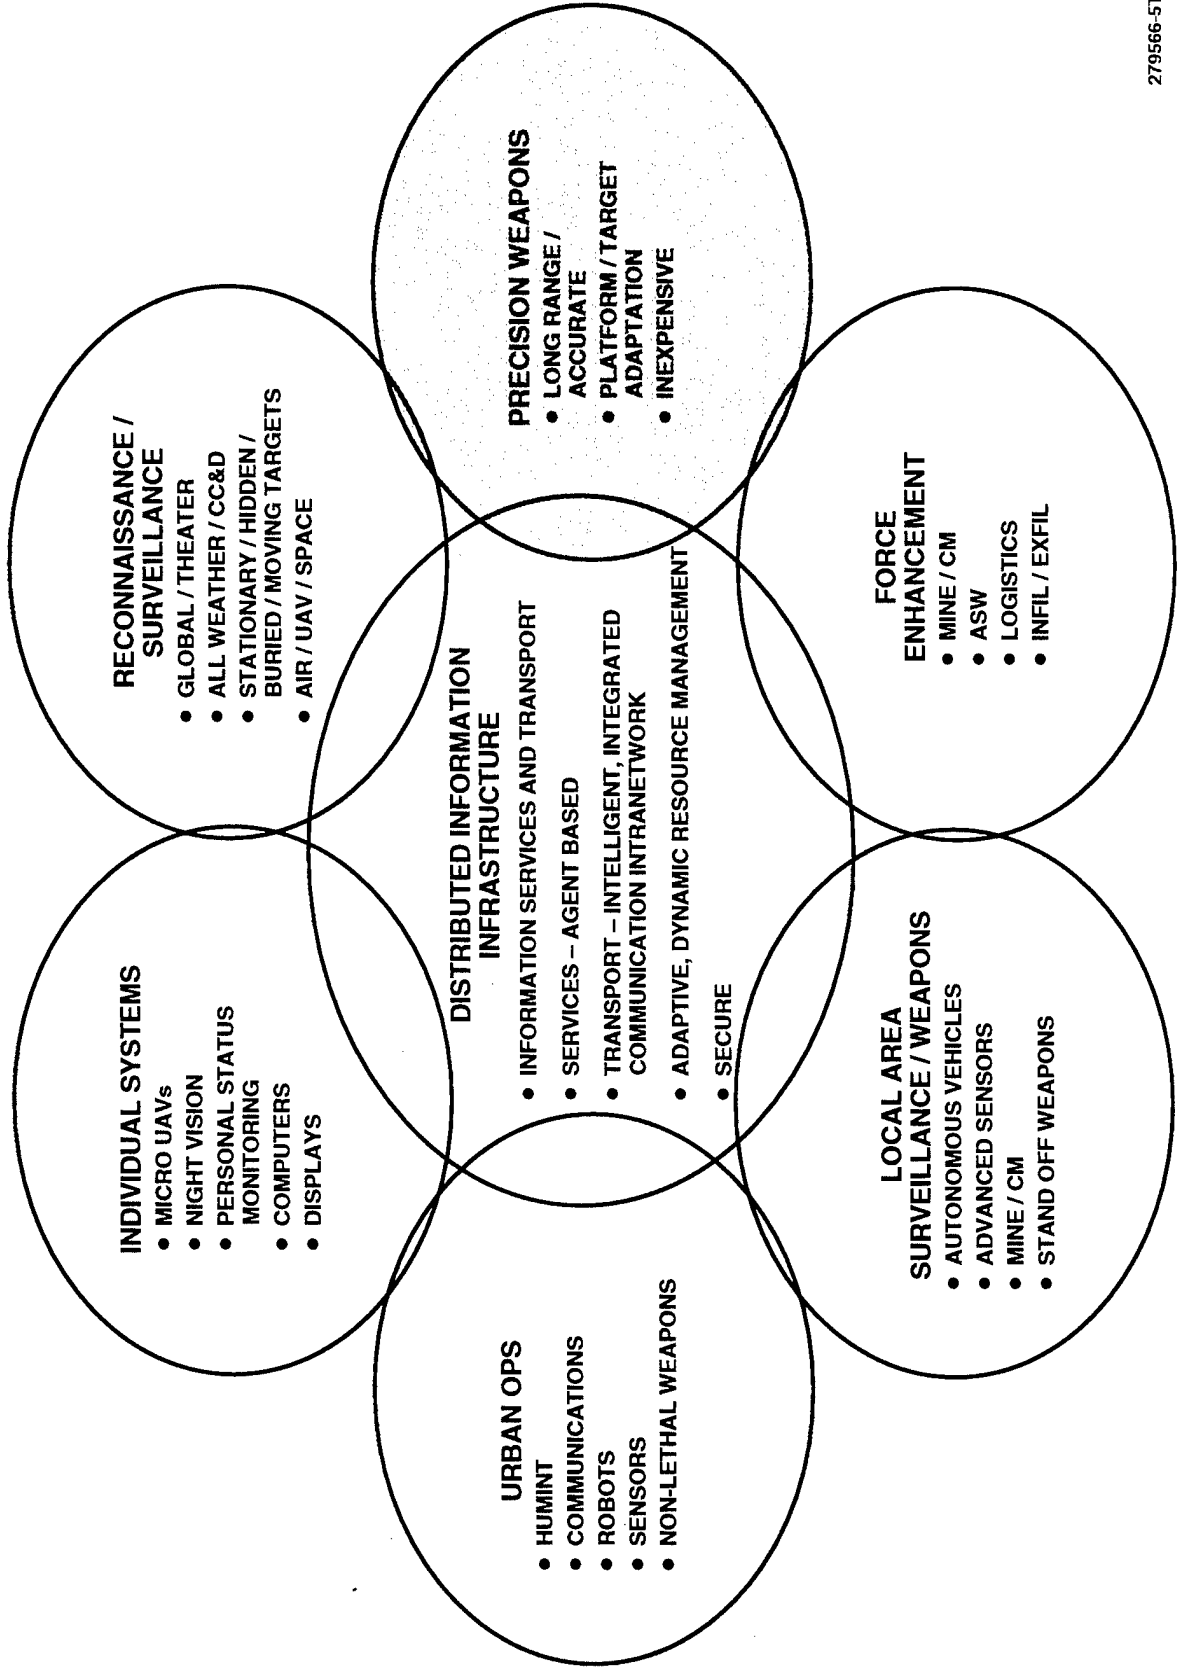 INDIVIDUAL SYSTEMS
• MICRO UAVs
• NIGHT VISION
• PERSONAL STATUS
MONITORING
• COMPUTERS
• DISPLAYS
RECONNAISSANCE /
SURVEILLANCE
• GLOBAL / THEATER
• ALL WEATHER / CC&D
• STATIONARY / HIDDEN /
BURIED / MOVING TARGETS
• AIR / UAV / SPACE
URBAN OPS
• HUMINT
• COMMUNICATIONS
• ROBOTS
• SENSORS
• NON-LETHAL WEAPONS
DISTRIBUTED INFORMATION
INFRASTRUCTURE
• INFORMATION SERVICES AND TRANSPORT
• SERVICES – AGENT BASED
• TRANSPORT – INTELLIGENT, INTEGRATED
COMMUNICATION INTRANETWORK
• ADAPTIVE, DYNAMIC RESOURCE MANAGEMENT
• SECURE
PRECISION WEAPONS
• LONG RANGE /
ACCURATE
• PLATFORM / TARGET
ADAPTATION
• INEXPENSIVE
LOCAL AREA
SURVEILLANCE / WEAPONS
• AUTONOMOUS VEHICLES
• ADVANCED SENSORS
• MINE / CM
• STAND OFF WEAPONS
FORCE
ENHANCEMENT
• MINE / CM
• ASW
• LOGISTICS
• INFIL / EXFIL